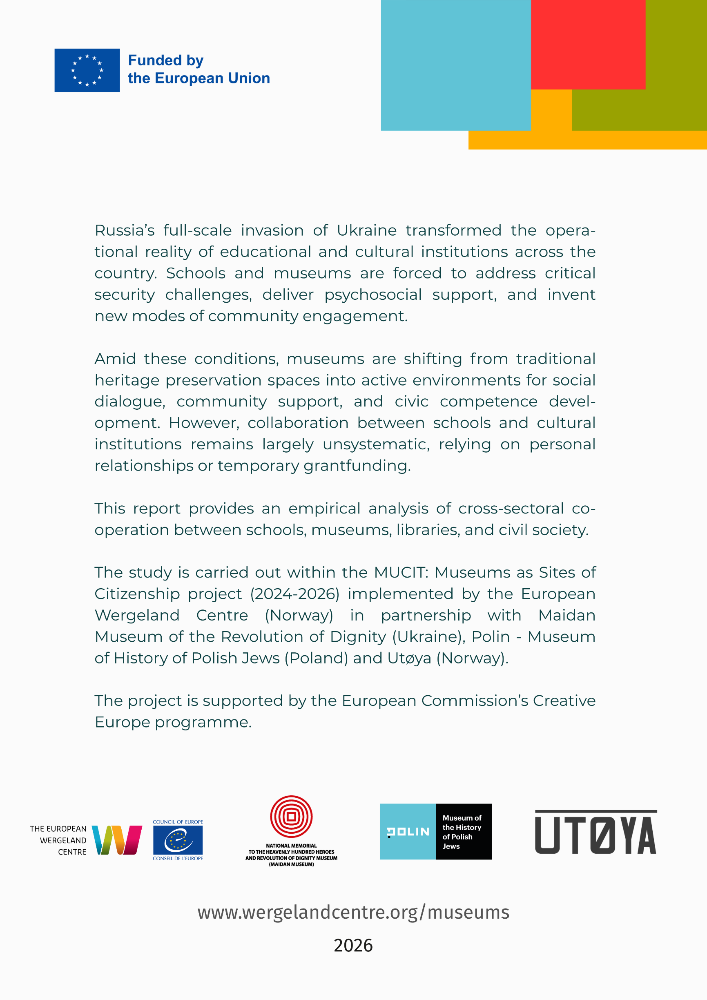 Funded by
the European Union
Russia’s full-scale invasion of Ukraine transformed the opera-
tional reality of educational and cultural institutions across the
country. Schools and museums are forced to address critical
security challenges, deliver psychosocial support, and invent
new modes of community engagement.
Amid these conditions, museums are shifting from traditional
heritage preservation spaces into active environments for social
dialogue, community support, and civic competence devel-
opment. However, collaboration between schools and cultural
institutions remains largely unsystematic, relying on personal
relationships or temporary grantfunding.
This report provides an empirical analysis of cross-sectoral co-
operation between schools, museums, libraries, and civil society.
The study is carried out within the MUCIT: Museums as Sites of
Citizenship project (2024-2026) implemented by the European
Wergeland Centre (Norway) in partnership with Maidan
Museum of the Revolution of Dignity (Ukraine), Polin - Museum
of History of Polish Jews (Poland) and Utøya (Norway).
The project is supported by the European Commission’s Creative
Europe programme.
THE EUROPEAN
WERGELAND
CENTRE
COUNCIL OF EUROPE
CONSEIL DE L'EUROPE
NATIONAL MEMORIAL
TO THE HEAVENLY HUNDRED HEROES
AND REVOLUTION OF DIGNITY MUSEUM
(MAIDAN MUSEUM)
POLIN
Museum of
the History
of Polish
Jews
UTØYA
www.wergelandcentre.org/museums
2026